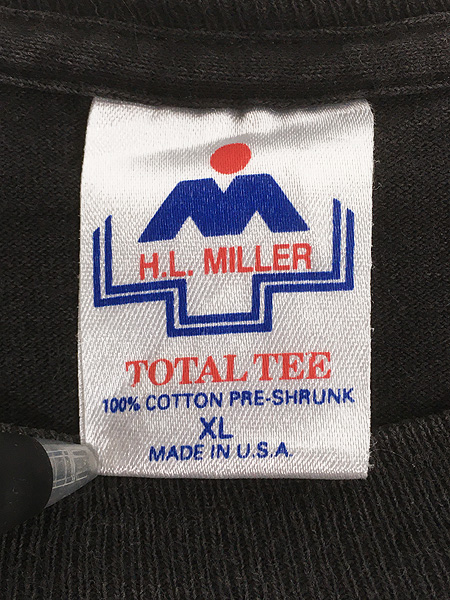 H.L. MILLER
TOTAL TEE
100% COTTON PRE-SHRUNK
XL
MADE IN U.S.A.